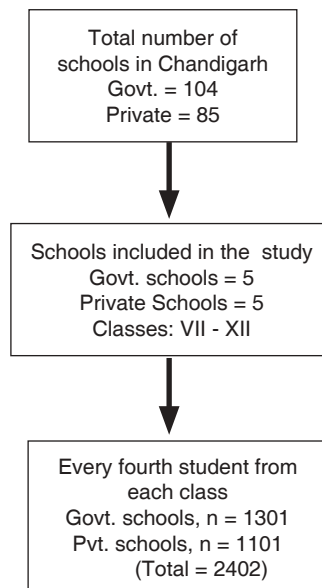 Total number of
schools in Chandigarh
Govt. = 104
Private = 85
Schools included in the study
Govt. schools = 5
Private Schools = 5
Classes: VII - XII
Every fourth student from
each class
Govt. schools, n = 1301
Pvt. schools, n = 1101
(Total = 2402)